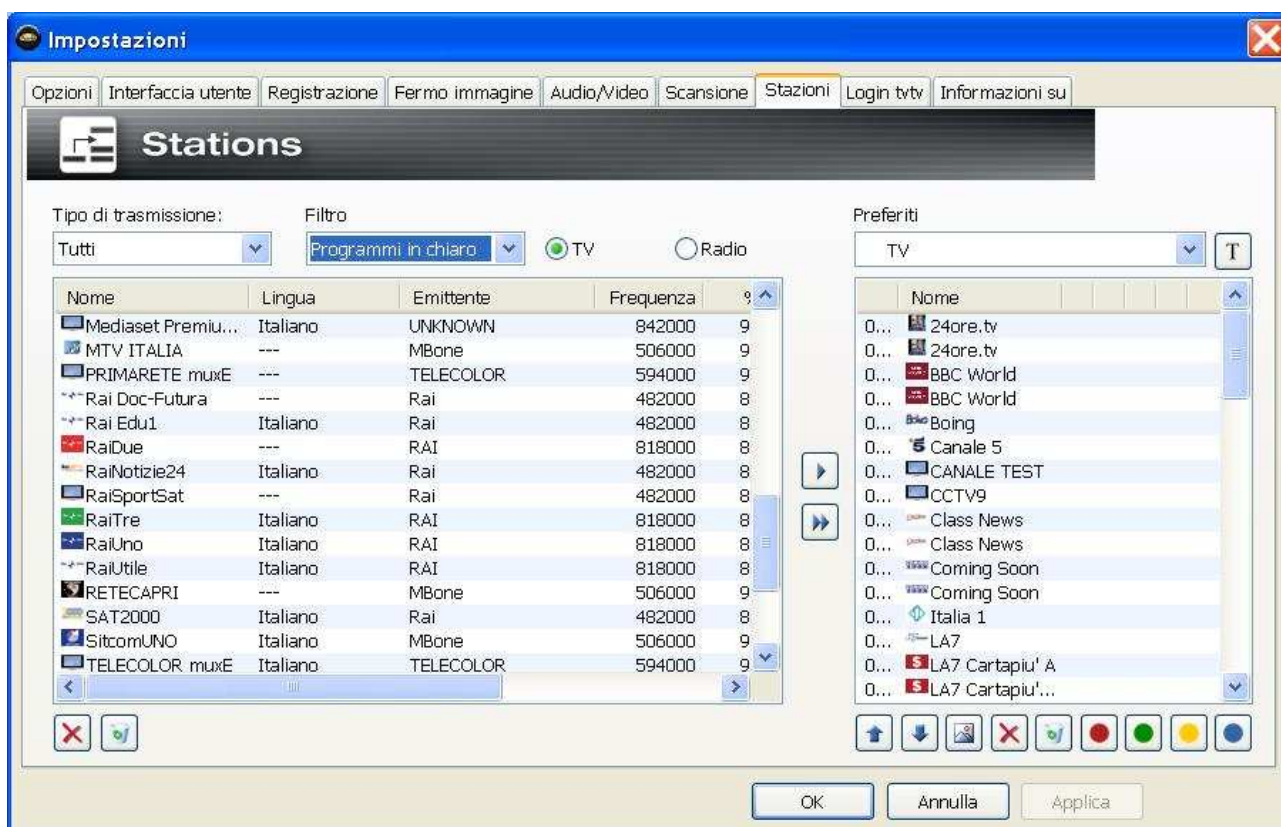 Impostazioni
Opzioni Interfaccia utente Registrazione Fermo immagine Audio/Video Scansione Stazioni Login tvtv Informazioni su
Stations
Tipo di trasmissione: Filtro
Tutti Programmi in chiaro TV Radio
Nome Lingua Emittente Frequenza
Mediaset Premiu... Italiano UNKNOWN 842000 9
MTV ITALIA --- MBone 506000 9
PRIMARETE muxE --- TELECOLOR 594000 9
Rai Doc-Futura --- Rai 482000 8
Rai Edu1 Italiano Rai 482000 8
RaiDue --- RAI 818000 8
RaiNotizie24 Italiano Rai 482000 8
RaiSportSat --- Rai 482000 8
RaiTre Italiano RAI 818000 8
RaiUno Italiano RAI 818000 8
RaiUtile Italiano RAI 818000 8
RETECAPRI --- MBone 506000 9
SAT2000 Italiano Rai 482000 8
SitcomUNO Italiano MBone 506000 9
TELECOLOR muxE Italiano TELECOLOR 594000 9
Preferiti
TV T
Nome
0... 24ore.tv
0... 24ore.tv
0... BBC World
0... BBC World
0... Boing
0... 5 Canale 5
0... CANALE TEST
0... CCTV9
0... Class News
0... Class News
0... Coming Soon
0... Coming Soon
0... Italia 1
0... LA7
0... S LA7 Cartapiu' A
0... S LA7 Cartapiu'...
OK Annulla Applica